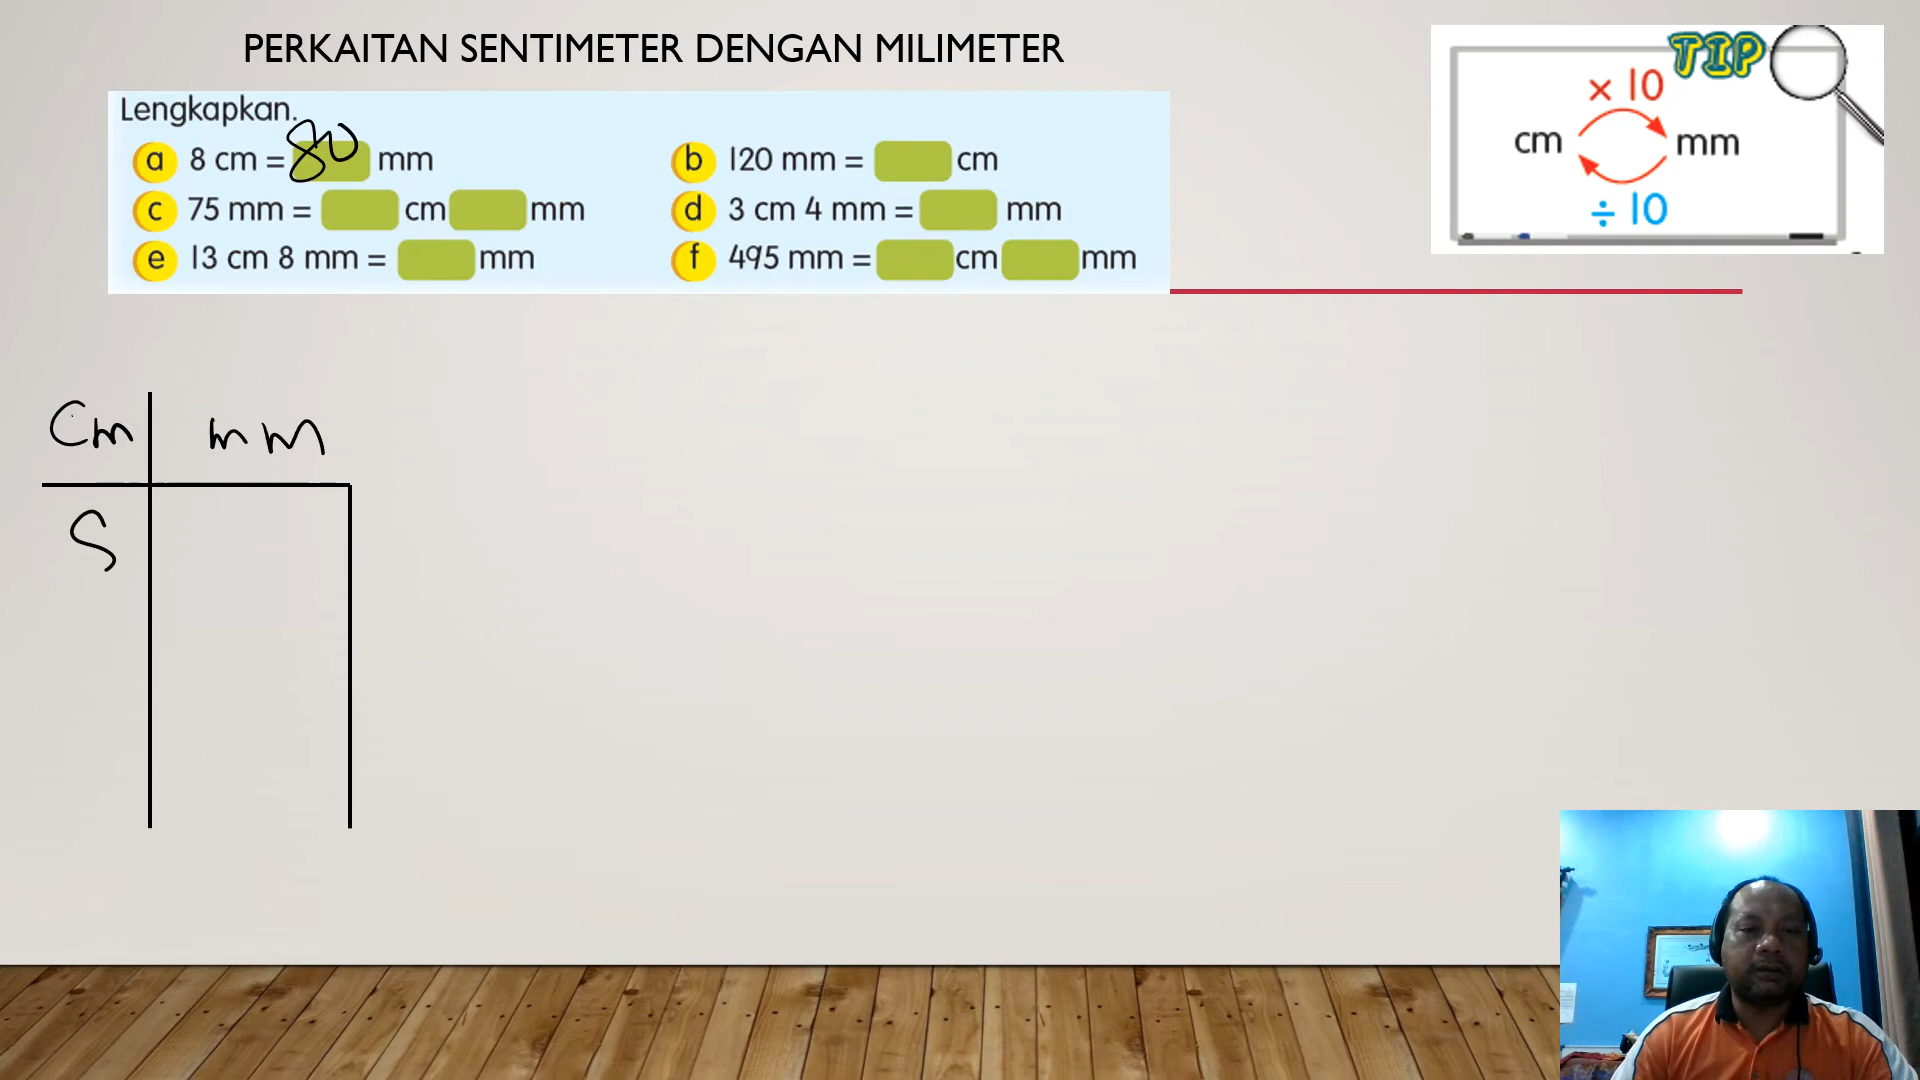 PERKAITAN SENTIMETER DENGAN MILIMETER
TIP
× 10
cm mm
÷ 10
Lengkapkan.
a 8 cm = 80 mm
b 120 mm = cm
c 75 mm = cm mm
d 3 cm 4 mm = mm
e 13 cm 8 mm = mm
f 495 mm = cm mm
Cm mm